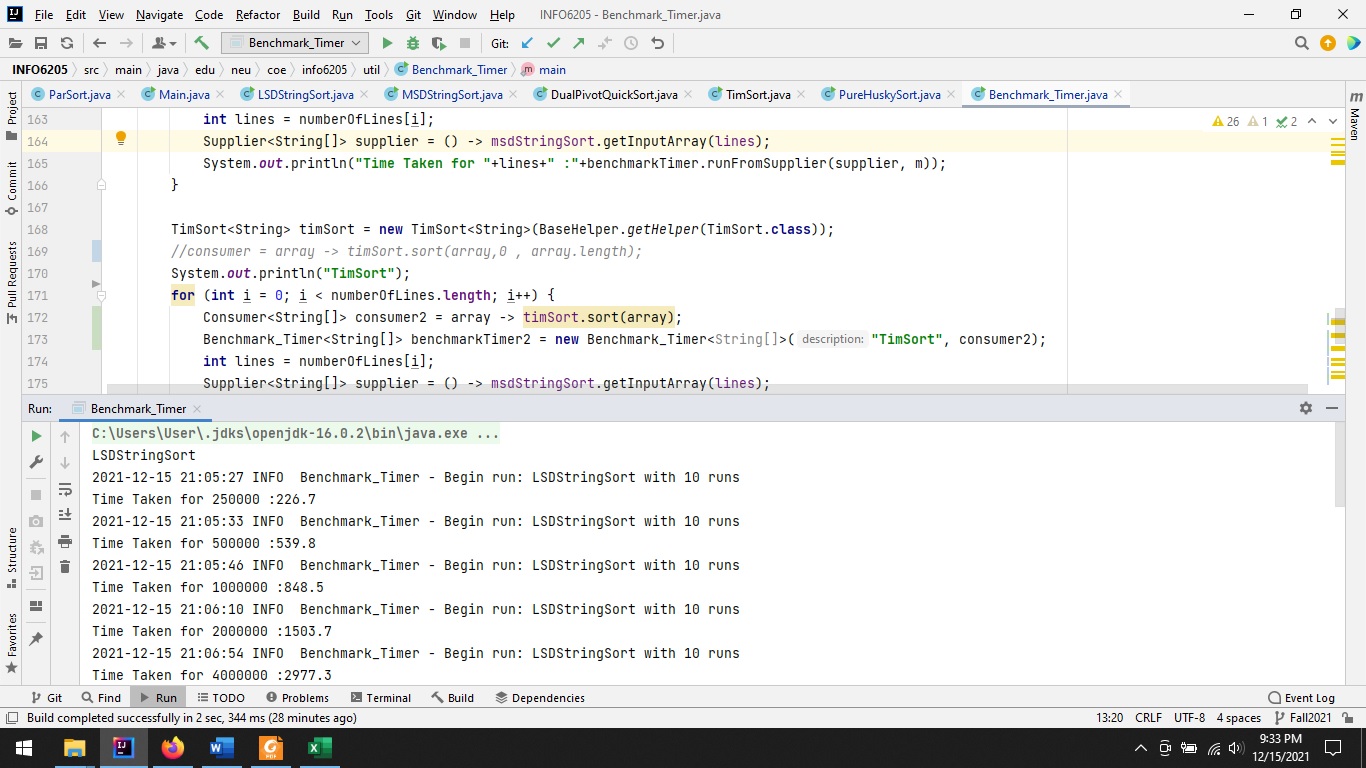 File Edit View Navigate Code Refactor Build Run Tools Git Window Help INFO6205 - Benchmark_Timer.java
Benchmark_Timer Git:
INFO6205 src main java edu neu coe info6205 util Benchmark_Timer main
ParSort.java Main.java LSDStringSort.java MSDStringSort.java DualPivotQuickSort.java TimSort.java PureHuskySort.java Benchmark_Timer.java
Project
Commit
Pull Requests
Structure
Favorites
Maven
26 1 2
163 int lines = numberOfLines[i];
164 Supplier<String[]> supplier = () -> msdStringSort.getInputArray(lines);
165 System.out.println("Time Taken for "+lines+" :"+benchmarkTimer.runFromSupplier(supplier, m));
166 }
167
168 TimSort<String> timSort = new TimSort<String>(BaseHelper.getHelper(TimSort.class));
169 //consumer = array -> timSort.sort(array,0 , array.length);
170 System.out.println("TimSort");
171 for (int i = 0; i < numberOfLines.length; i++) {
172 Consumer<String[]> consumer2 = array -> timSort.sort(array);
173 Benchmark_Timer<String[]> benchmarkTimer2 = new Benchmark_Timer<String[]>( description: "TimSort", consumer2);
174 int lines = numberOfLines[i];
175 Supplier<String[]> supplier = () -> msdStringSort.getInputArray(lines);
Run: Benchmark_Timer
C:\Users\User\.jdks\openjdk-16.0.2\bin\java.exe ...
LSDStringSort
2021-12-15 21:05:27 INFO  Benchmark_Timer - Begin run: LSDStringSort with 10 runs
Time Taken for 250000 :226.7
2021-12-15 21:05:33 INFO  Benchmark_Timer - Begin run: LSDStringSort with 10 runs
Time Taken for 500000 :539.8
2021-12-15 21:05:46 INFO  Benchmark_Timer - Begin run: LSDStringSort with 10 runs
Time Taken for 1000000 :848.5
2021-12-15 21:06:10 INFO  Benchmark_Timer - Begin run: LSDStringSort with 10 runs
Time Taken for 2000000 :1503.7
2021-12-15 21:06:54 INFO  Benchmark_Timer - Begin run: LSDStringSort with 10 runs
Time Taken for 4000000 :2977.3
Git Find Run TODO Problems Terminal Build Dependencies Event Log
Build completed successfully in 2 sec, 344 ms (28 minutes ago) 13:20 CRLF UTF-8 4 spaces Fall2021
9:33 PM
12/15/2021